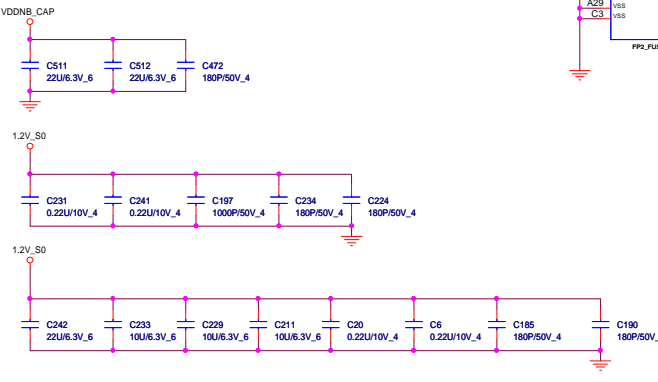 VDDNB_CAP
A29 VSS
C3 VSS
FP2_FUS
C511 C512 C472
22U/6.3V_6 22U/6.3V_6 180P/50V_4
1.2V_S0
C231 C241 C197 C234 C224
0.22U/10V_4 0.22U/10V_4 1000P/50V_4 180P/50V_4 180P/50V_4
1.2V_S0
C242 C233 C229 C211 C20 C6 C185 C190
22U/6.3V_6 10U/6.3V_6 10U/6.3V_6 10U/6.3V_6 0.22U/10V_4 0.22U/10V_4 180P/50V_4 180P/50V_